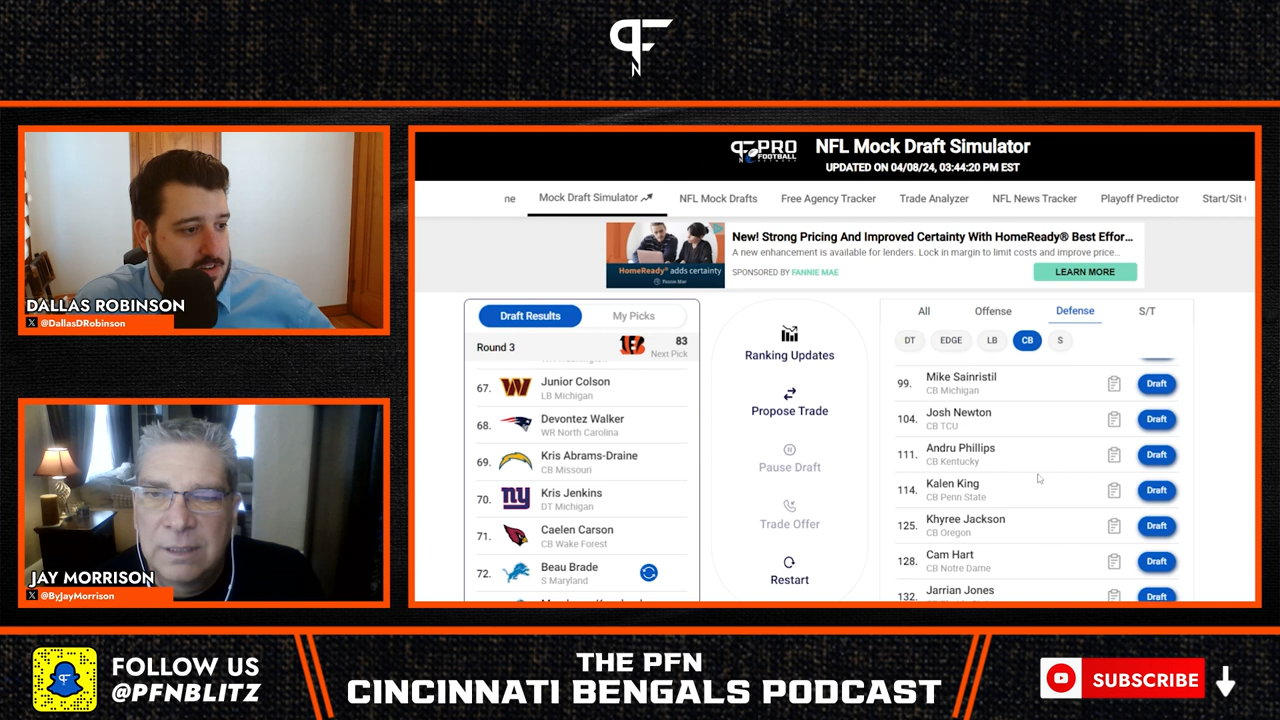 PFN
DALLAS ROBINSON
X @DallasDRobinson
JAY MORRISON
X @ByJayMorrison
PRO FOOTBALL
NFL Mock Draft Simulator
UPDATED ON 04/08/24, 03:44:20 PM EST
ne
Mock Draft Simulator
NFL Mock Drafts
Free Agency Tracker
Trade Analyzer
NFL News Tracker
Playoff Predictor
Start/Sit
HomeReady® adds certainty
Fannie Mae
New! Strong Pricing And Improved Certainty With HomeReady® Best Effor...
A new enhancement is available for lenders. Lock in margin to limit costs and improve price...
SPONSORED BY FANNIE MAE
LEARN MORE
Draft Results
My Picks
Round 3
83
Next Pick
67.
Junior Colson
LB Michigan
68.
Devontez Walker
WR North Carolina
69.
Kris Abrams-Draine
CB Missouri
70.
ny
Kris Jenkins
DT Michigan
71.
Caelen Carson
CB Wake Forest
72.
Beau Brade
S Maryland
Ranking Updates
Propose Trade
Pause Draft
Trade Offer
Restart
All
Offense
Defense
S/T
DT
EDGE
LB
CB
S
99.
Mike Sainristil
CB Michigan
Draft
104.
Josh Newton
CB TCU
Draft
111.
Andru Phillips
CB Kentucky
Draft
114.
Kalen King
CB Penn State
Draft
125.
Khyree Jackson
CB Oregon
Draft
128.
Cam Hart
CB Notre Dame
Draft
132.
Jarrian Jones
Draft
FOLLOW US
@PFNBLITZ
THE PFN
CINCINNATI BENGALS PODCAST
SUBSCRIBE